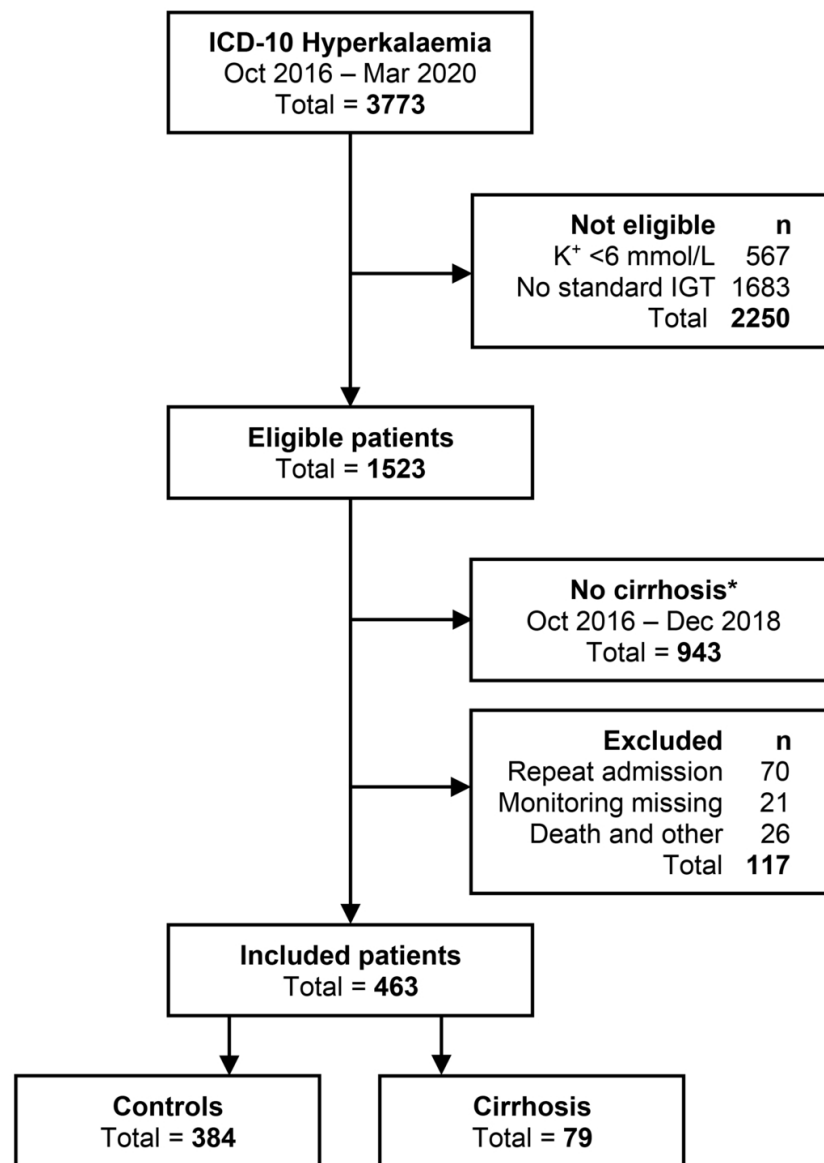 ICD-10 Hyperkalaemia
Oct 2016 – Mar 2020
Total = 3773
Not eligible n
K⁺ <6 mmol/L 567
No standard IGT 1683
Total 2250
Eligible patients
Total = 1523
No cirrhosis*
Oct 2016 – Dec 2018
Total = 943
Excluded n
Repeat admission 70
Monitoring missing 21
Death and other 26
Total 117
Included patients
Total = 463
Controls
Total = 384
Cirrhosis
Total = 79